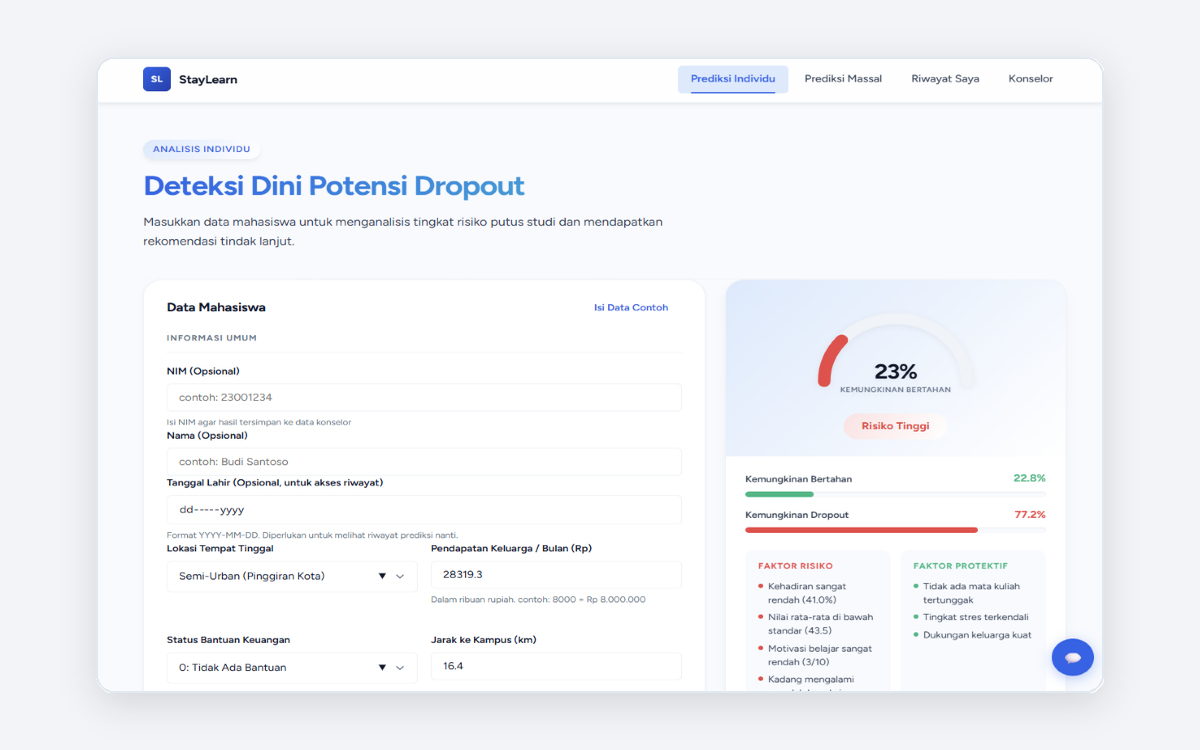 SL StayLearn
Prediksi Individu Prediksi Massal Riwayat Saya Konselor
ANALISIS INDIVIDU
Deteksi Dini Potensi Dropout
Masukkan data mahasiswa untuk menganalisis tingkat risiko putus studi dan mendapatkan
rekomendasi tindak lanjut.
Data Mahasiswa
Isi Data Contoh
INFORMASI UMUM
NIM (Opsional)
contoh: 23001234
Isi NIM agar hasil tersimpan ke data konselor
Nama (Opsional)
contoh: Budi Santoso
Tanggal Lahir (Opsional, untuk akses riwayat)
dd-----yyyy
Format YYYY-MM-DD. Diperlukan untuk melihat riwayat prediksi nanti.
Lokasi Tempat Tinggal
Semi-Urban (Pinggiran Kota)
Pendapatan Keluarga / Bulan (Rp)
28319.3
Dalam ribuan rupiah. contoh: 8000 = Rp 8.000.000
Status Bantuan Keuangan
0: Tidak Ada Bantuan
Jarak ke Kampus (km)
16.4
23%
KEMUNGKINAN BERTAHAN
Risiko Tinggi
Kemungkinan Bertahan 22.8%
Kemungkinan Dropout 77.2%
FAKTOR RISIKO
Kehadiran sangat
rendah (41.0%)
Nilai rata-rata di bawah
standar (43.5)
Motivasi belajar sangat
rendah (3/10)
Kadang mengalami
FAKTOR PROTEKTIF
Tidak ada mata kuliah
tertunggak
Tingkat stres terkendali
Dukungan keluarga kuat